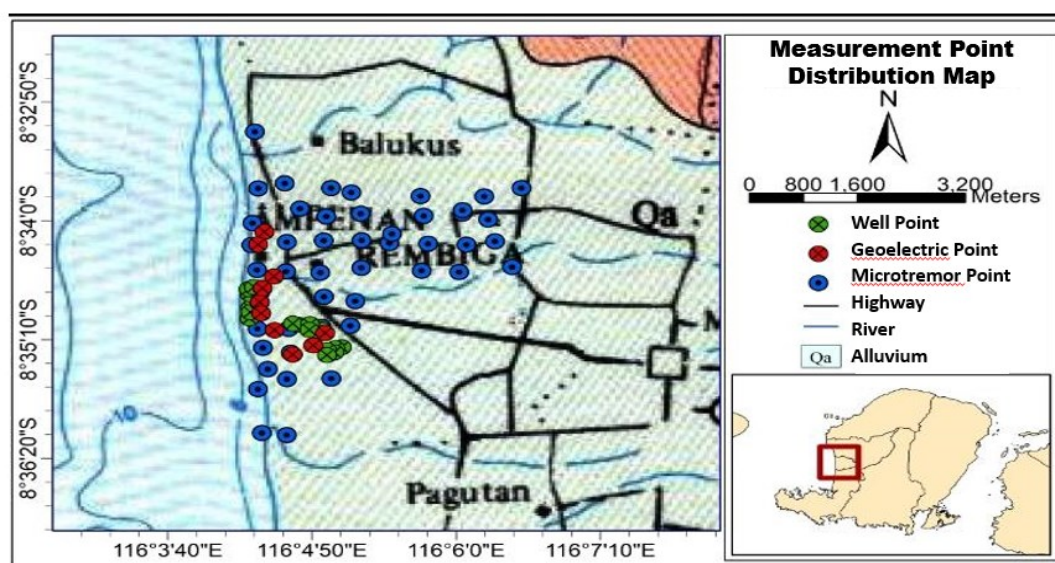 Measurement Point
Distribution Map
N
0 800 1,600 3,200
Meters
Well Point
Geoelectric Point
Microtremor Point
Highway
River
Qa Alluvium
8°32'50"S
8°34'0"S
8°35'10"S
8°36'20"S
Balukus
AMPENAN
Qa
REMBIGA
M
10
Pagutan
116°3'40"E 116°4'50"E 116°6'0"E 116°7'10"E